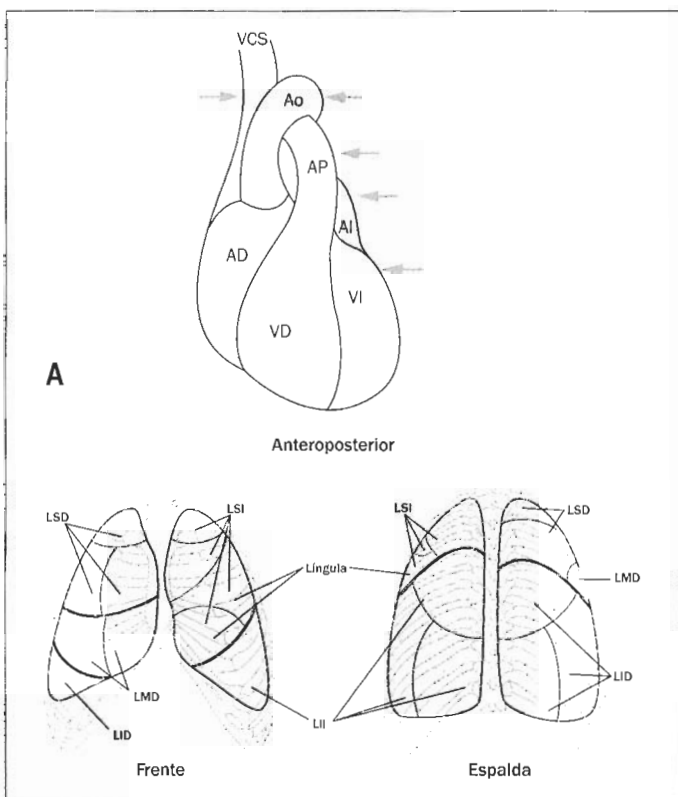 VCS
Ao
AP
AI
AD
VI
VD
A
Anteroposterior
LSD
LSI
LSI
LSD
Língula
LMD
LMD
LID
LID
LII
Frente
Espalda